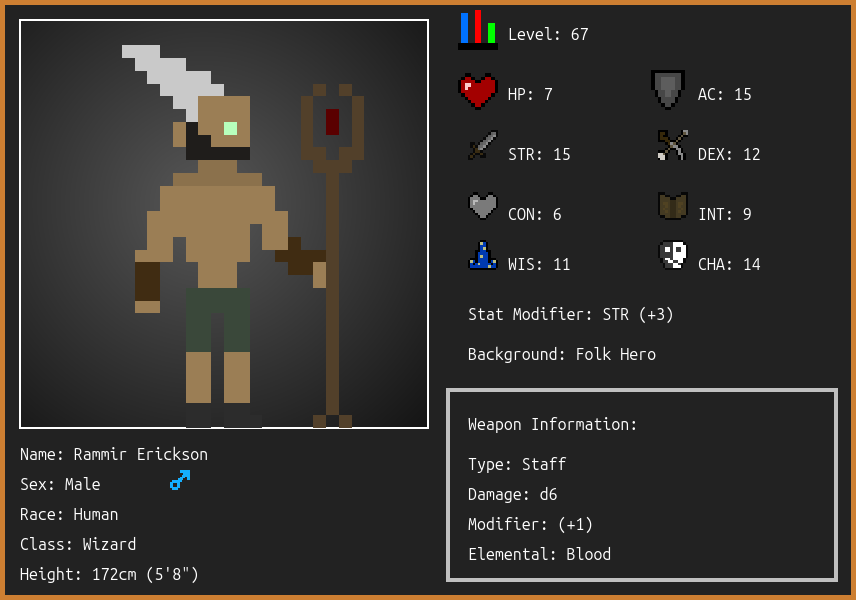 Level: 67
HP: 7
AC: 15
STR: 15
DEX: 12
CON: 6
INT: 9
WIS: 11
CHA: 14
Stat Modifier: STR (+3)
Background: Folk Hero
Weapon Information:
Type: Staff
Damage: d6
Modifier: (+1)
Elemental: Blood
Name: Rammir Erickson
Sex: Male
Race: Human
Class: Wizard
Height: 172cm (5'8")